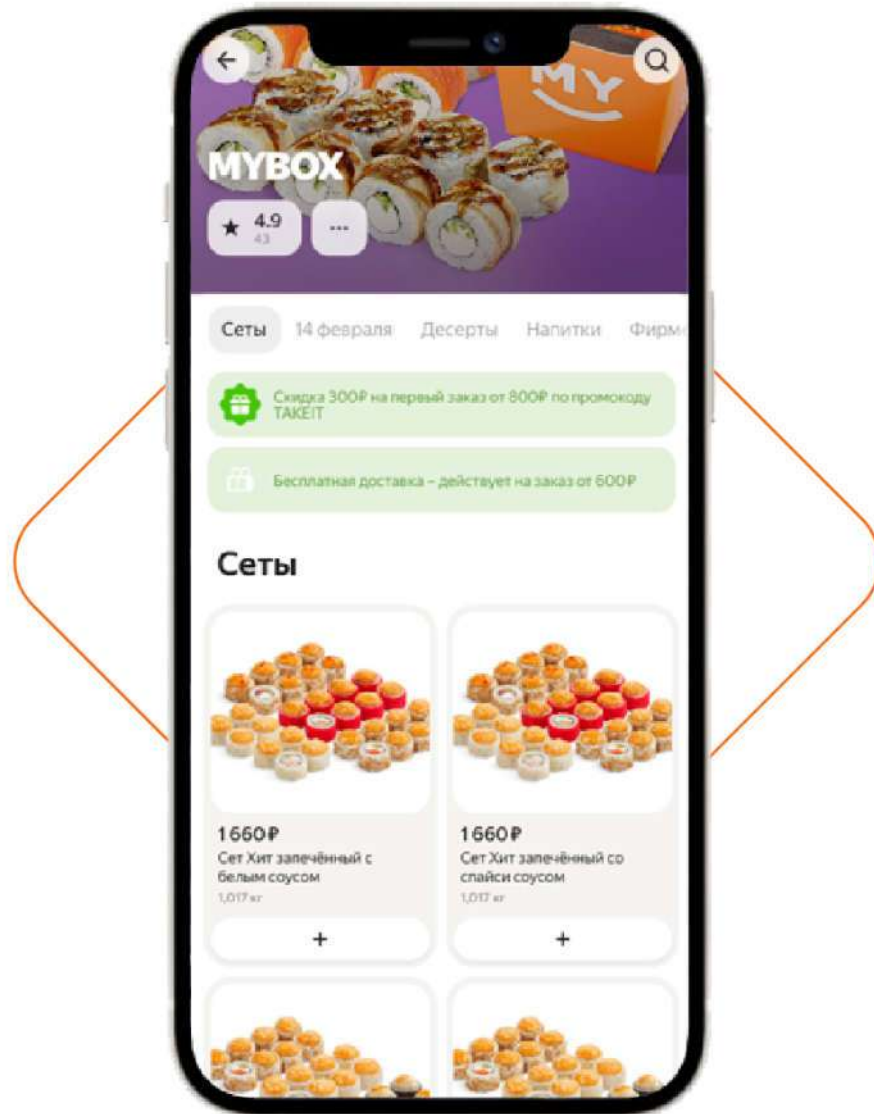 MY
MYBOX
★ 4.9
43
...
Сеты 14 февраля Десерты Напитки Фирм
Скидка 300₽ на первый заказ от 800₽ по промокоду
TAKEIT
Бесплатная доставка – действует на заказ от 600₽
Сеты
1 660₽ 1 660₽
Сет Хит запечённый с Сет Хит запечённый со
белым соусом спайси соусом
1,017 кг 1,017 кг
+ +